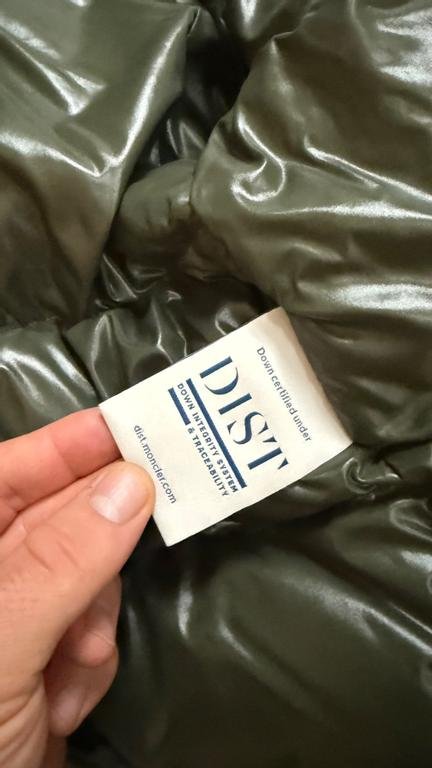 Down certified under
DIST
DOWN INTEGRITY SYSTEM
& TRACEABILITY
dist.moncler.com